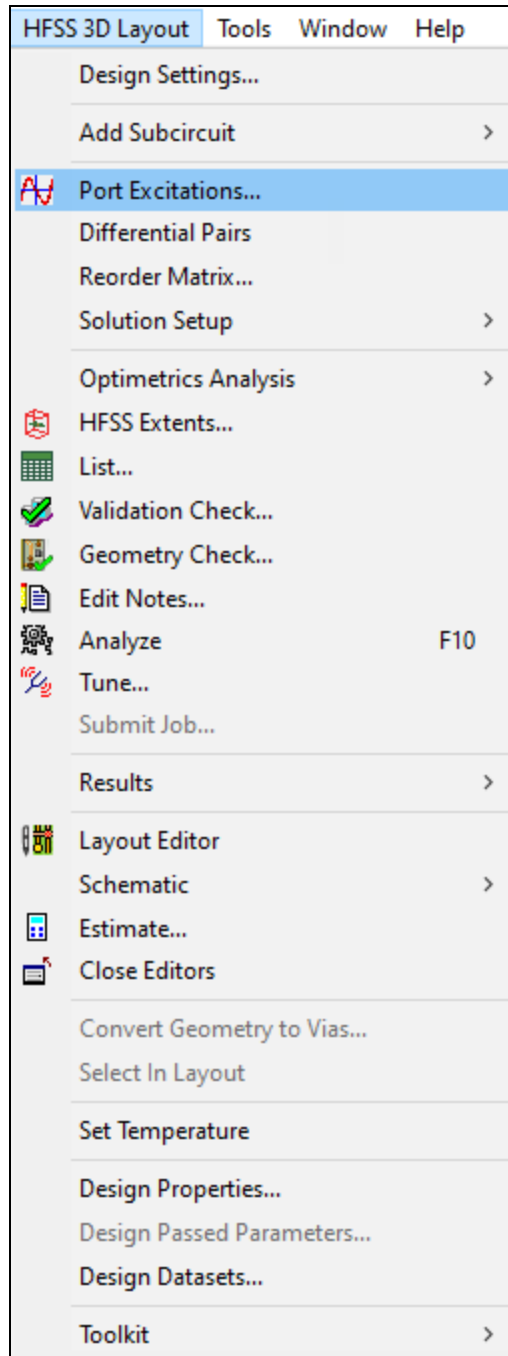 HFSS 3D Layout Tools Window Help
Design Settings...
Add Subcircuit
Port Excitations...
Differential Pairs
Reorder Matrix...
Solution Setup
Optimetrics Analysis
HFSS Extents...
List...
Validation Check...
Geometry Check...
Edit Notes...
Analyze F10
Tune...
Submit Job...
Results
Layout Editor
Schematic
Estimate...
Close Editors
Convert Geometry to Vias...
Select In Layout
Set Temperature
Design Properties...
Design Passed Parameters...
Design Datasets...
Toolkit